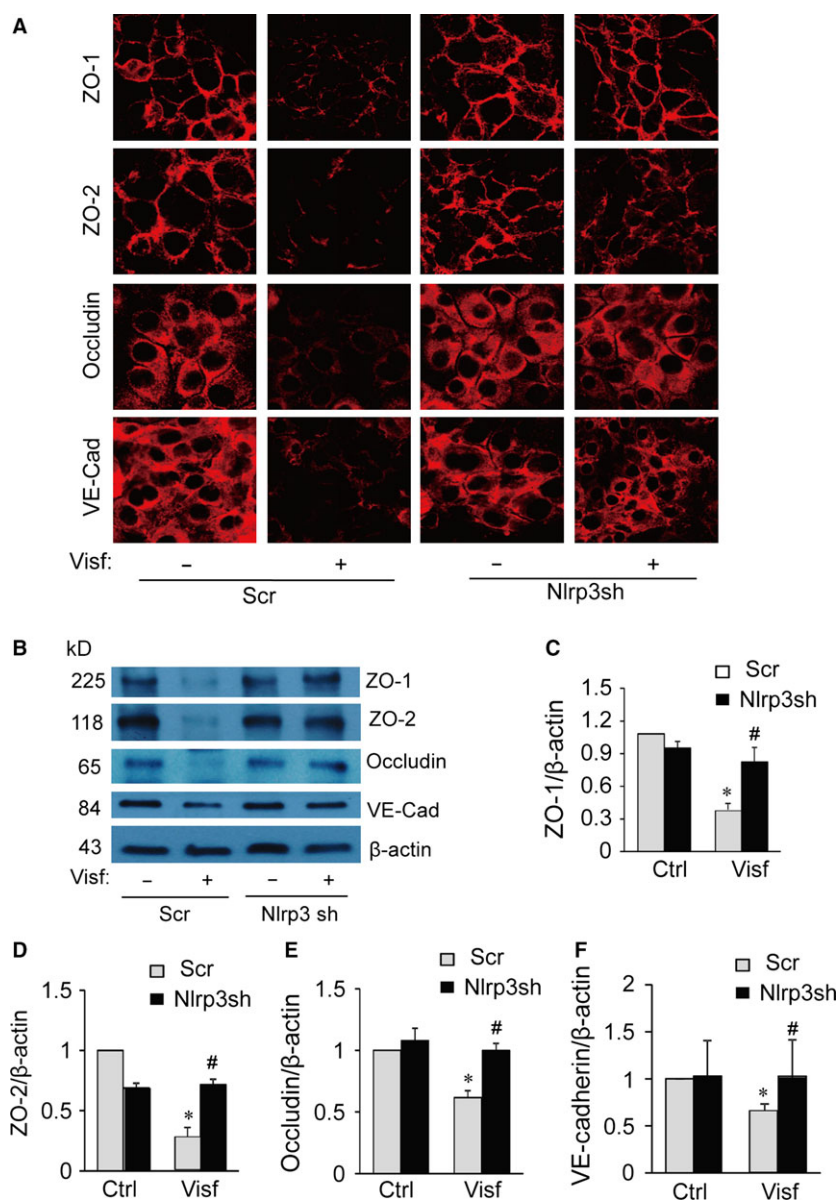 A
ZO-1
ZO-2
Occludin
VE-Cad
Visf: – + – +
Scr Nlrp3sh
B kD
225 ZO-1
118 ZO-2
65 Occludin
84 VE-Cad
43 β-actin
Visf: – + – +
Scr Nlrp3 sh
C
Scr
Nlrp3sh
ZO-1/β-actin
1.5
1.2
0.9
0.6
0.3
0
* #
Ctrl Visf
D
Scr
Nlrp3sh
ZO-2/β-actin
1.5
1
0.5
0
* #
Ctrl Visf
E
Scr
Nlrp3sh
Occludin/β-actin
1.5
1
0.5
0
* #
Ctrl Visf
F
Scr
Nlrp3sh
VE-cadherin/β-actin
2
1.5
1
0.5
0
* #
Ctrl Visf